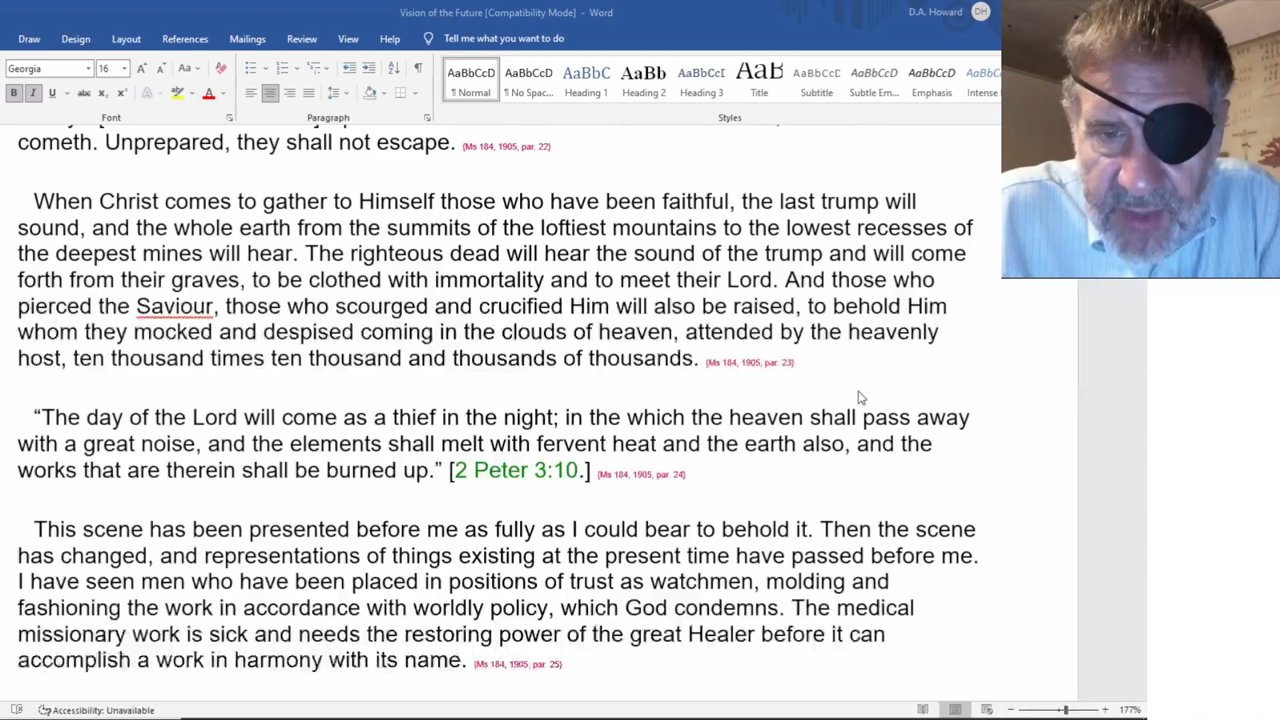 Vision of the Future [Compatibility Mode] - Word
D.A. Howard DH
Draw Design Layout References Mailings Review View Help Tell me what you want to do
Georgia 16 Aa
B I U abc x₂ x² A A
AaBbCcD AaBbCcD AaBbC AaBb AaBbCcI AaB AaBbCcD AaBbCcD AaBbCcD AaBbCcI
¶ Normal ¶ No Spac... Heading 1 Heading 2 Heading 3 Title Subtitle Subtle Em... Emphasis Intense
Font Paragraph Styles
cometh. Unprepared, they shall not escape. {Ms 184, 1905, par. 22}
When Christ comes to gather to Himself those who have been faithful, the last trump will
sound, and the whole earth from the summits of the loftiest mountains to the lowest recesses of
the deepest mines will hear. The righteous dead will hear the sound of the trump and will come
forth from their graves, to be clothed with immortality and to meet their Lord. And those who
pierced the Saviour, those who scourged and crucified Him will also be raised, to behold Him
whom they mocked and despised coming in the clouds of heaven, attended by the heavenly
host, ten thousand times ten thousand and thousands of thousands. {Ms 184, 1905, par. 23}
“The day of the Lord will come as a thief in the night; in the which the heaven shall pass away
with a great noise, and the elements shall melt with fervent heat and the earth also, and the
works that are therein shall be burned up.” [2 Peter 3:10.] {Ms 184, 1905, par. 24}
This scene has been presented before me as fully as I could bear to behold it. Then the scene
has changed, and representations of things existing at the present time have passed before me.
I have seen men who have been placed in positions of trust as watchmen, molding and
fashioning the work in accordance with worldly policy, which God condemns. The medical
missionary work is sick and needs the restoring power of the great Healer before it can
accomplish a work in harmony with its name. {Ms 184, 1905, par. 25}
Accessibility: Unavailable 177%